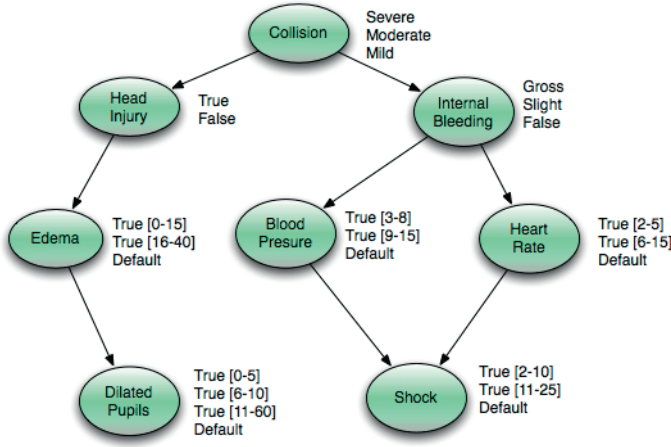 Collision
Severe
Moderate
Mild
Head
Injury
True
False
Internal
Bleeding
Gross
Slight
False
Edema
True [0-15]
True [16-40]
Default
Blood
Presure
True [3-8]
True [9-15]
Default
Heart
Rate
True [2-5]
True [6-15]
Default
Dilated
Pupils
True [0-5]
True [6-10]
True [11-60]
Default
Shock
True [2-10]
True [11-25]
Default